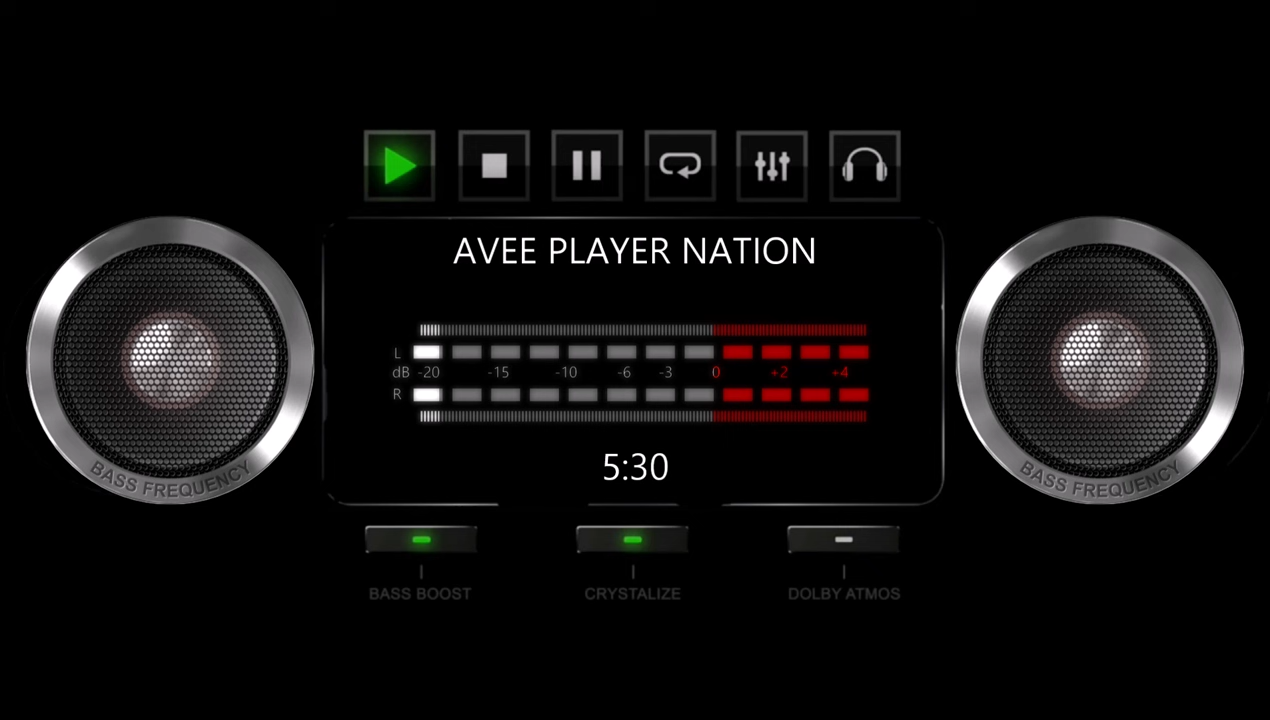 AVEE PLAYER NATION
L
dB -20 -15 -10 -6 -3 0 +2 +4
R
5:30
BASS FREQUENCY
BASS FREQUENCY
BASS BOOST
CRYSTALIZE
DOLBY ATMOS